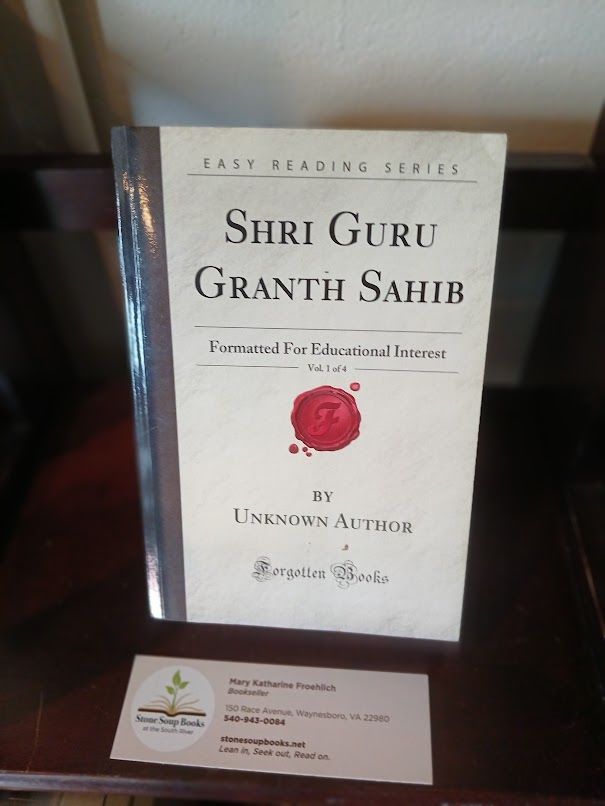 EASY READING SERIES
SHRI GURU
GRANTH SAHIB
Formatted For Educational Interest
Vol. 1 of 4
F
BY
UNKNOWN AUTHOR
Forgotten Books
Stone Soup Books
at the South River
Mary Katharine Froehlich
Bookseller
150 Race Avenue, Waynesboro, VA 22980
540-943-0084
stonesoupbooks.net
Lean in, Seek out, Read on.